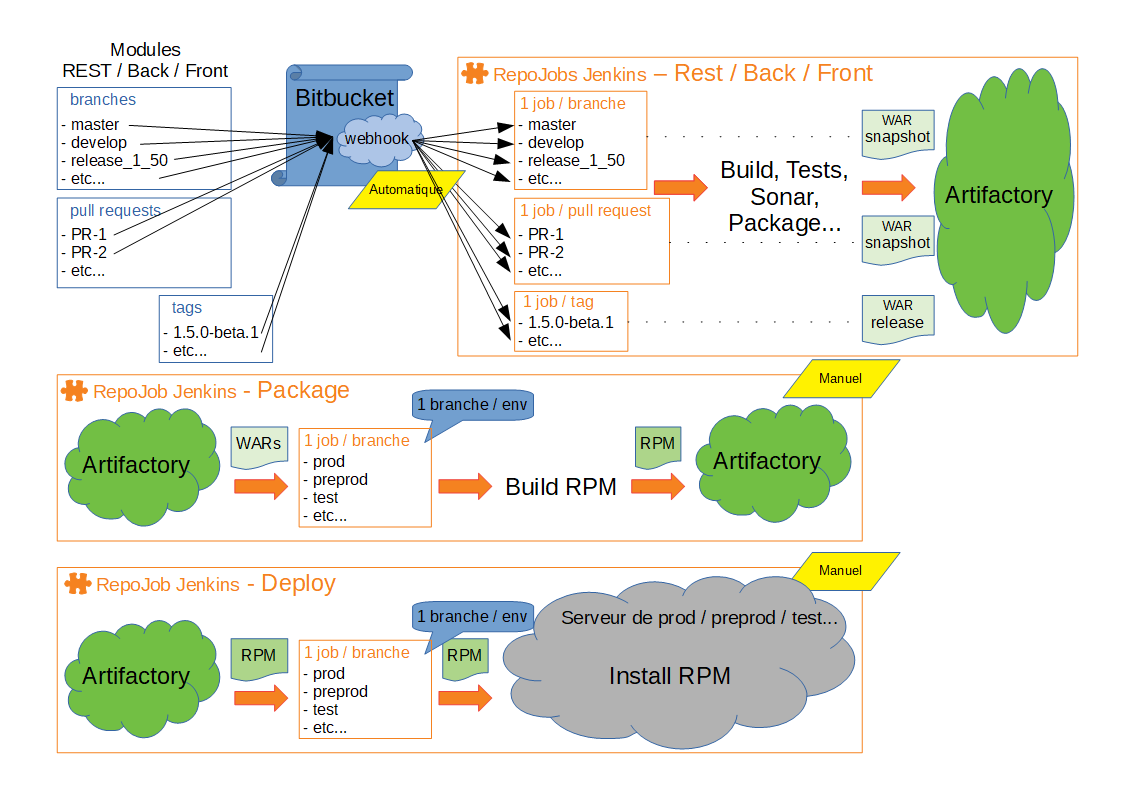 Modules
REST / Back / Front
branches
- master
- develop
- release_1_50
- etc...
pull requests
- PR-1
- PR-2
- etc...
tags
- 1.5.0-beta.1
- etc...
Bitbucket
webhook
Automatique
RepoJobs Jenkins – Rest / Back / Front
1 job / branche
- master
- develop
- release_1_50
- etc...
1 job / pull request
- PR-1
- PR-2
- etc...
1 job / tag
- 1.5.0-beta.1
- etc...
Build, Tests,
Sonar,
Package...
WAR
snapshot
WAR
snapshot
WAR
release
Artifactory
RepoJob Jenkins - Package
Manuel
Artifactory
WARs
1 branche / env
1 job / branche
- prod
- preprod
- test
- etc...
Build RPM
RPM
Artifactory
RepoJob Jenkins - Deploy
Manuel
Artifactory
RPM
1 branche / env
1 job / branche
- prod
- preprod
- test
- etc...
RPM
Serveur de prod / preprod / test...
Install RPM